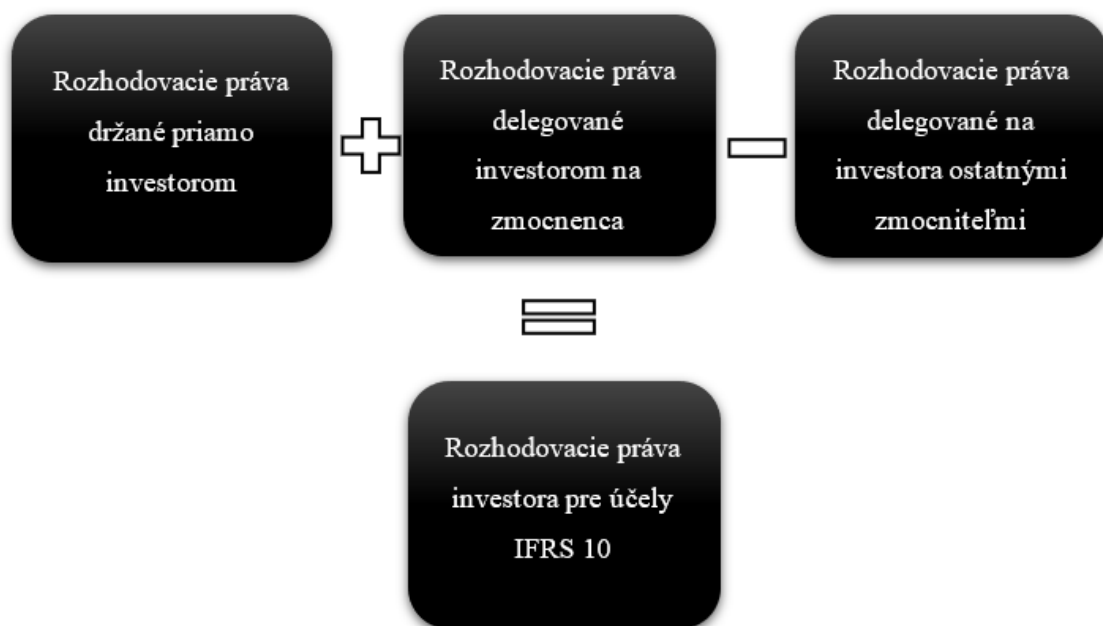 Rozhodovacie práva
držané priamo
investorom
Rozhodovacie práva
delegované
investorom na
zmocnenca
Rozhodovacie práva
delegované na
investora ostatnými
zmocniteľmi
Rozhodovacie práva
investora pre účely
IFRS 10